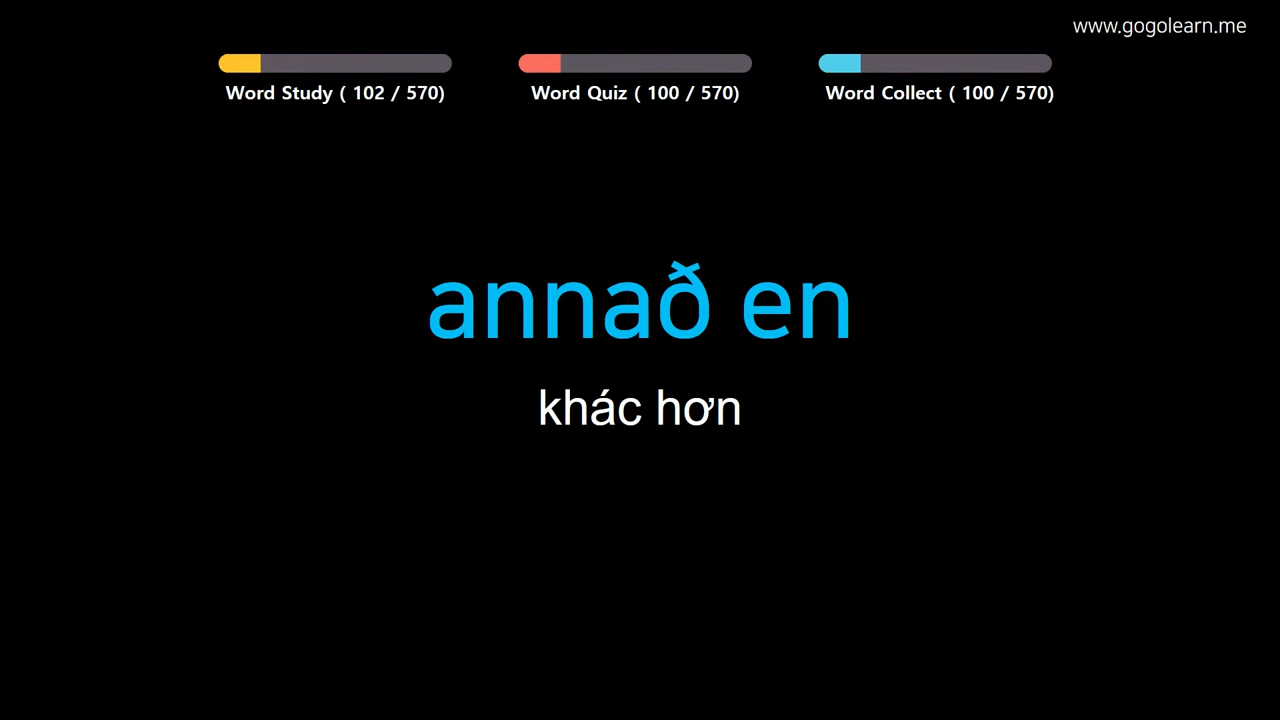 www.gogolearn.me
Word Study ( 102 / 570)
Word Quiz ( 100 / 570)
Word Collect ( 100 / 570)
annað en
khác hơn